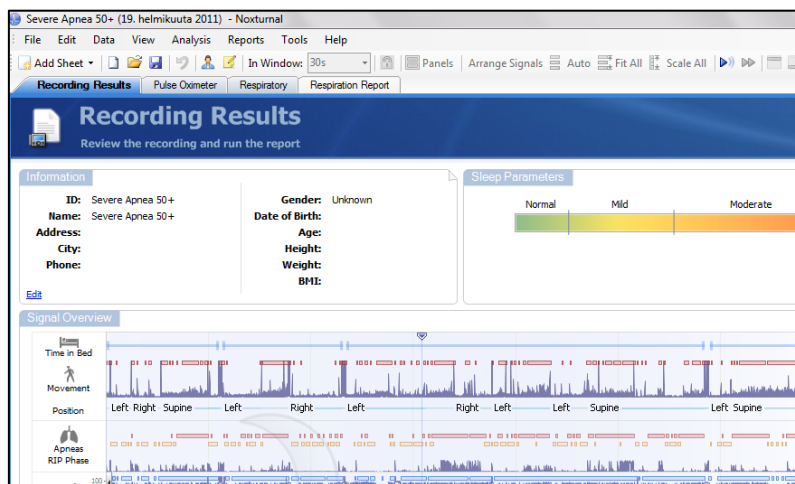 Severe Apnea 50+ (19. helmikuuta 2011) - Noxturnal
File Edit Data View Analysis Reports Tools Help
Add Sheet In Window: 30s Panels Arrange Signals Auto Fit All Scale All
Recording Results Pulse Oximeter Respiratory Respiration Report
Recording Results
Review the recording and run the report
Information Sleep Parameters
ID: Severe Apnea 50+ Gender: Unknown Normal Mild Moderate
Name: Severe Apnea 50+ Date of Birth:
Address: Age:
City: Height:
Phone: Weight:
BMI:
Edit
Signal Overview
Time in Bed
Movement
Position Left Right Supine Left Right Left Right Left Left Supine Left Supine
Apneas
RIP Phase
100